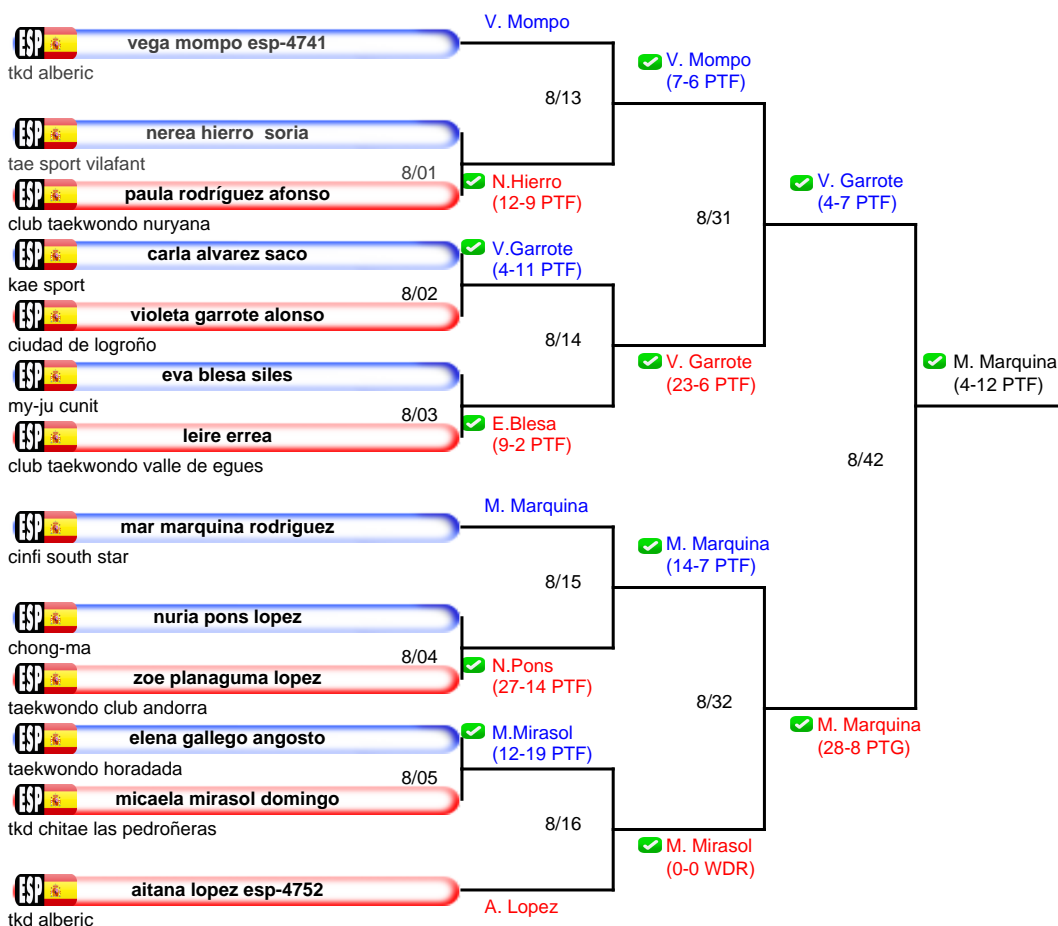 V. Mompo
ESP vega mompo esp-4741
tkd alberic
V. Mompo
(7-6 PTF)
8/13
ESP nerea hierro soria
tae sport vilafant
8/01
N.Hierro
(12-9 PTF)
ESP paula rodríguez afonso
club taekwondo nuryana
V. Garrote
(4-7 PTF)
8/31
ESP carla alvarez saco
kae sport
V.Garrote
(4-11 PTF)
8/02
ESP violeta garrote alonso
ciudad de logroño
8/14
V. Garrote
(23-6 PTF)
ESP eva blesa siles
my-ju cunit
8/03
E.Blesa
(9-2 PTF)
ESP leire errea
club taekwondo valle de egues
M. Marquina
(4-12 PTF)
8/42
M. Marquina
ESP mar marquina rodriguez
cinfi south star
M. Marquina
(14-7 PTF)
8/15
ESP nuria pons lopez
chong-ma
8/04
N.Pons
(27-14 PTF)
ESP zoe planaguma lopez
taekwondo club andorra
8/32
M. Marquina
(28-8 PTG)
ESP elena gallego angosto
taekwondo horadada
M.Mirasol
(12-19 PTF)
8/05
ESP micaela mirasol domingo
tkd chitae las pedroñeras
8/16
M. Mirasol
(0-0 WDR)
ESP aitana lopez esp-4752
tkd alberic
A. Lopez